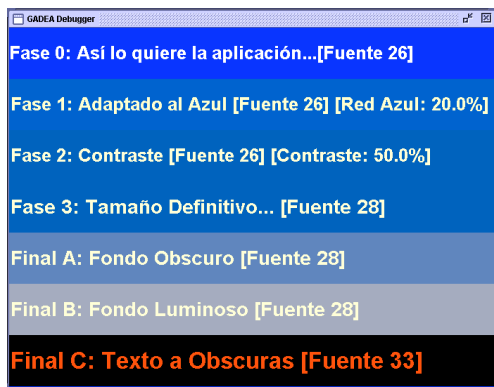 GADEA Debugger
Fase 0: Así lo quiere la aplicación...[Fuente 26]
Fase 1: Adaptado al Azul [Fuente 26] [Red Azul: 20.0%]
Fase 2: Contraste [Fuente 26] [Contraste: 50.0%]
Fase 3: Tamaño Definitivo... [Fuente 28]
Final A: Fondo Obscuro [Fuente 28]
Final B: Fondo Luminoso [Fuente 28]
Final C: Texto a Obscuras [Fuente 33]